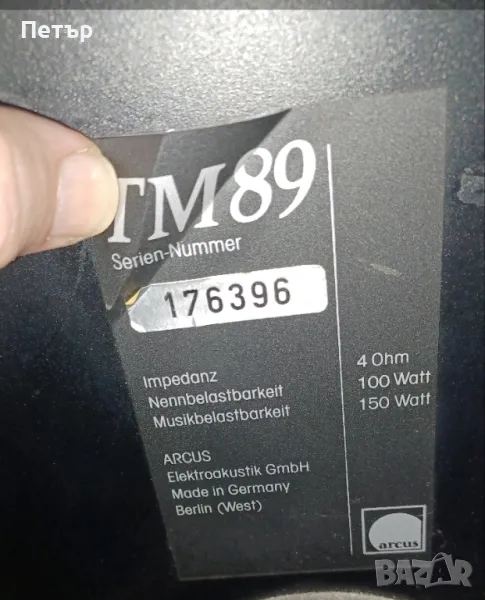 Петър
TM89
Serien-Nummer
176396
Impedanz 4 Ohm
Nennbelastbarkeit 100 Watt
Musikbelastbarkeit 150 Watt
ARCUS
Elektroakustik GmbH
Made in Germany
Berlin (West)
arcus
BAZAR